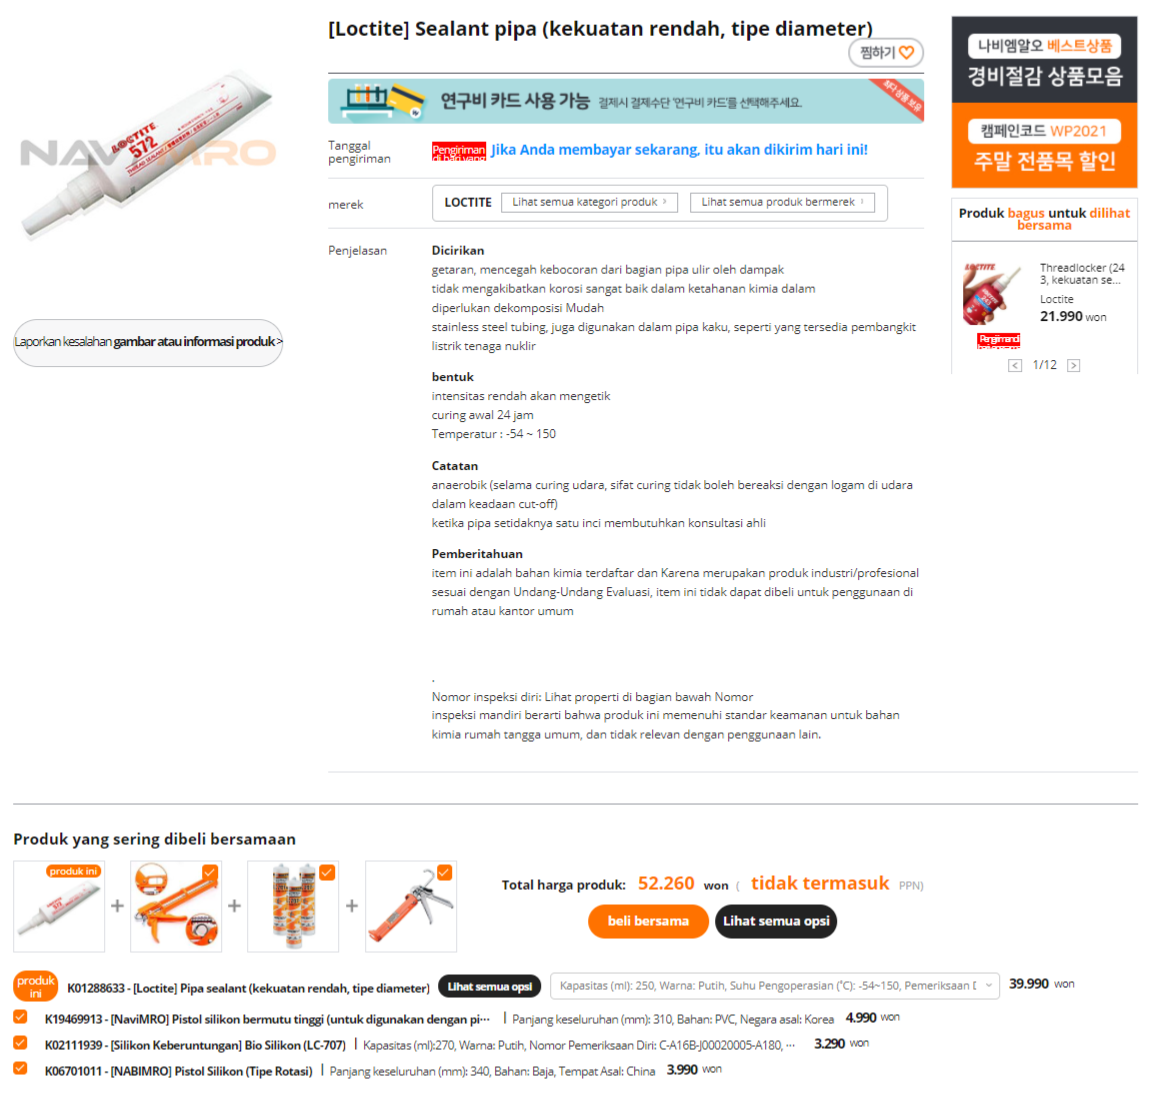 [Loctite] Sealant pipa (kekuatan rendah, tipe diameter)
찜하기
NAVIMRO
LOCTITE
572
THREAD SEALANT
연구비 카드 사용 가능 결제시 결제수단 '연구비 카드'를 선택해주세요.
최다 상품 보유
Tanggal
pengiriman
Pengiriman
di hari yang
Jika Anda membayar sekarang, itu akan dikirim hari ini!
merek
LOCTITE
Lihat semua kategori produk
Lihat semua produk bermerek
Penjelasan
Dicirikan
getaran, mencegah kebocoran dari bagian pipa ulir oleh dampak
tidak mengakibatkan korosi sangat baik dalam ketahanan kimia dalam
diperlukan dekomposisi Mudah
stainless steel tubing, juga digunakan dalam pipa kaku, seperti yang tersedia pembangkit
listrik tenaga nuklir
bentuk
intensitas rendah akan mengetik
curing awal 24 jam
Temperatur : -54 ~ 150
Catatan
anaerobik (selama curing udara, sifat curing tidak boleh bereaksi dengan logam di udara
dalam keadaan cut-off)
ketika pipa setidaknya satu inci membutuhkan konsultasi ahli
Pemberitahuan
item ini adalah bahan kimia terdaftar dan Karena merupakan produk industri/profesional
sesuai dengan Undang-Undang Evaluasi, item ini tidak dapat dibeli untuk penggunaan di
rumah atau kantor umum
.
Nomor inspeksi diri: Lihat properti di bagian bawah Nomor
inspeksi mandiri berarti bahwa produk ini memenuhi standar keamanan untuk bahan
kimia rumah tangga umum, dan tidak relevan dengan penggunaan lain.
Laporkan kesalahan gambar atau informasi produk >
나비엠알오 베스트상품
경비절감 상품모음
캠페인코드 WP2021
주말 전품목 할인
Produk bagus untuk dilihat
bersama
LOCTITE
Threadlocker (24
3, kekuatan se...
Loctite
21.990 won
< 1/12 >
Produk yang sering dibeli bersamaan
produk ini
+ + +
Total harga produk: 52.260 won ( tidak termasuk PPN)
beli bersama
Lihat semua opsi
produk
ini
K01288633 - [Loctite] Pipa sealant (kekuatan rendah, tipe diameter)
Lihat semua opsi
Kapasitas (ml): 250, Warna: Putih, Suhu Pengoperasian (˚C): -54~150, Pemeriksaan D
39.990 won
K19469913 - [NaviMRO] Pistol silikon bermutu tinggi (untuk digunakan dengan pi··· | Panjang keseluruhan (mm): 310, Bahan: PVC, Negara asal: Korea 4.990 won
K02111939 - [Silikon Keberuntungan] Bio Silikon (LC-707) | Kapasitas (ml):270, Warna: Putih, Nomor Pemeriksaan Diri: C-A16B-J00020005-A180, ··· 3.290 won
K06701011 - [NABIMRO] Pistol Silikon (Tipe Rotasi) | Panjang keseluruhan (mm): 340, Bahan: Baja, Tempat Asal: China 3.990 won